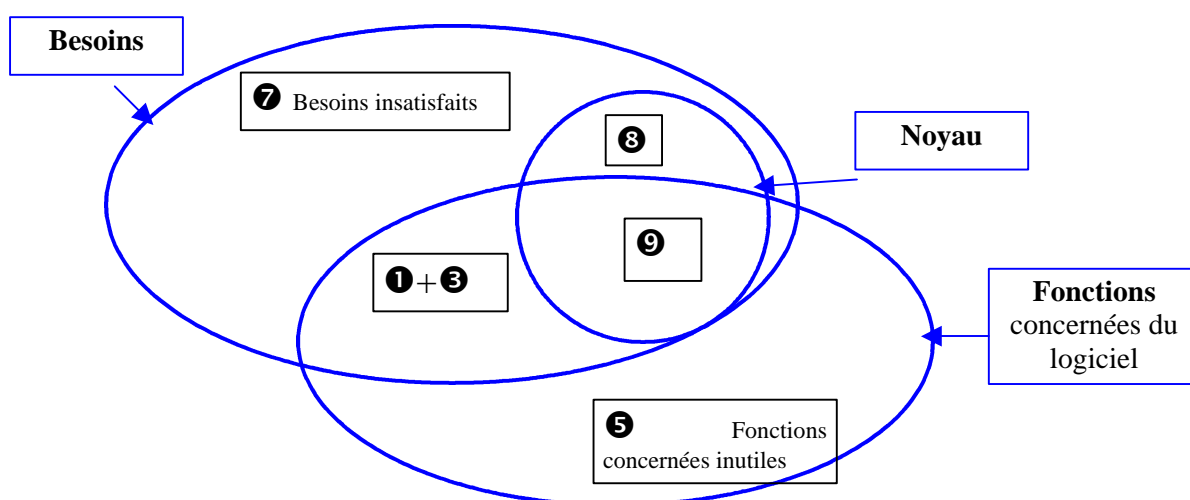 Besoins
❼ Besoins insatisfaits
❽
Noyau
❾
❶+❸
Fonctions
concernées du
logiciel
❺ Fonctions
concernées inutiles